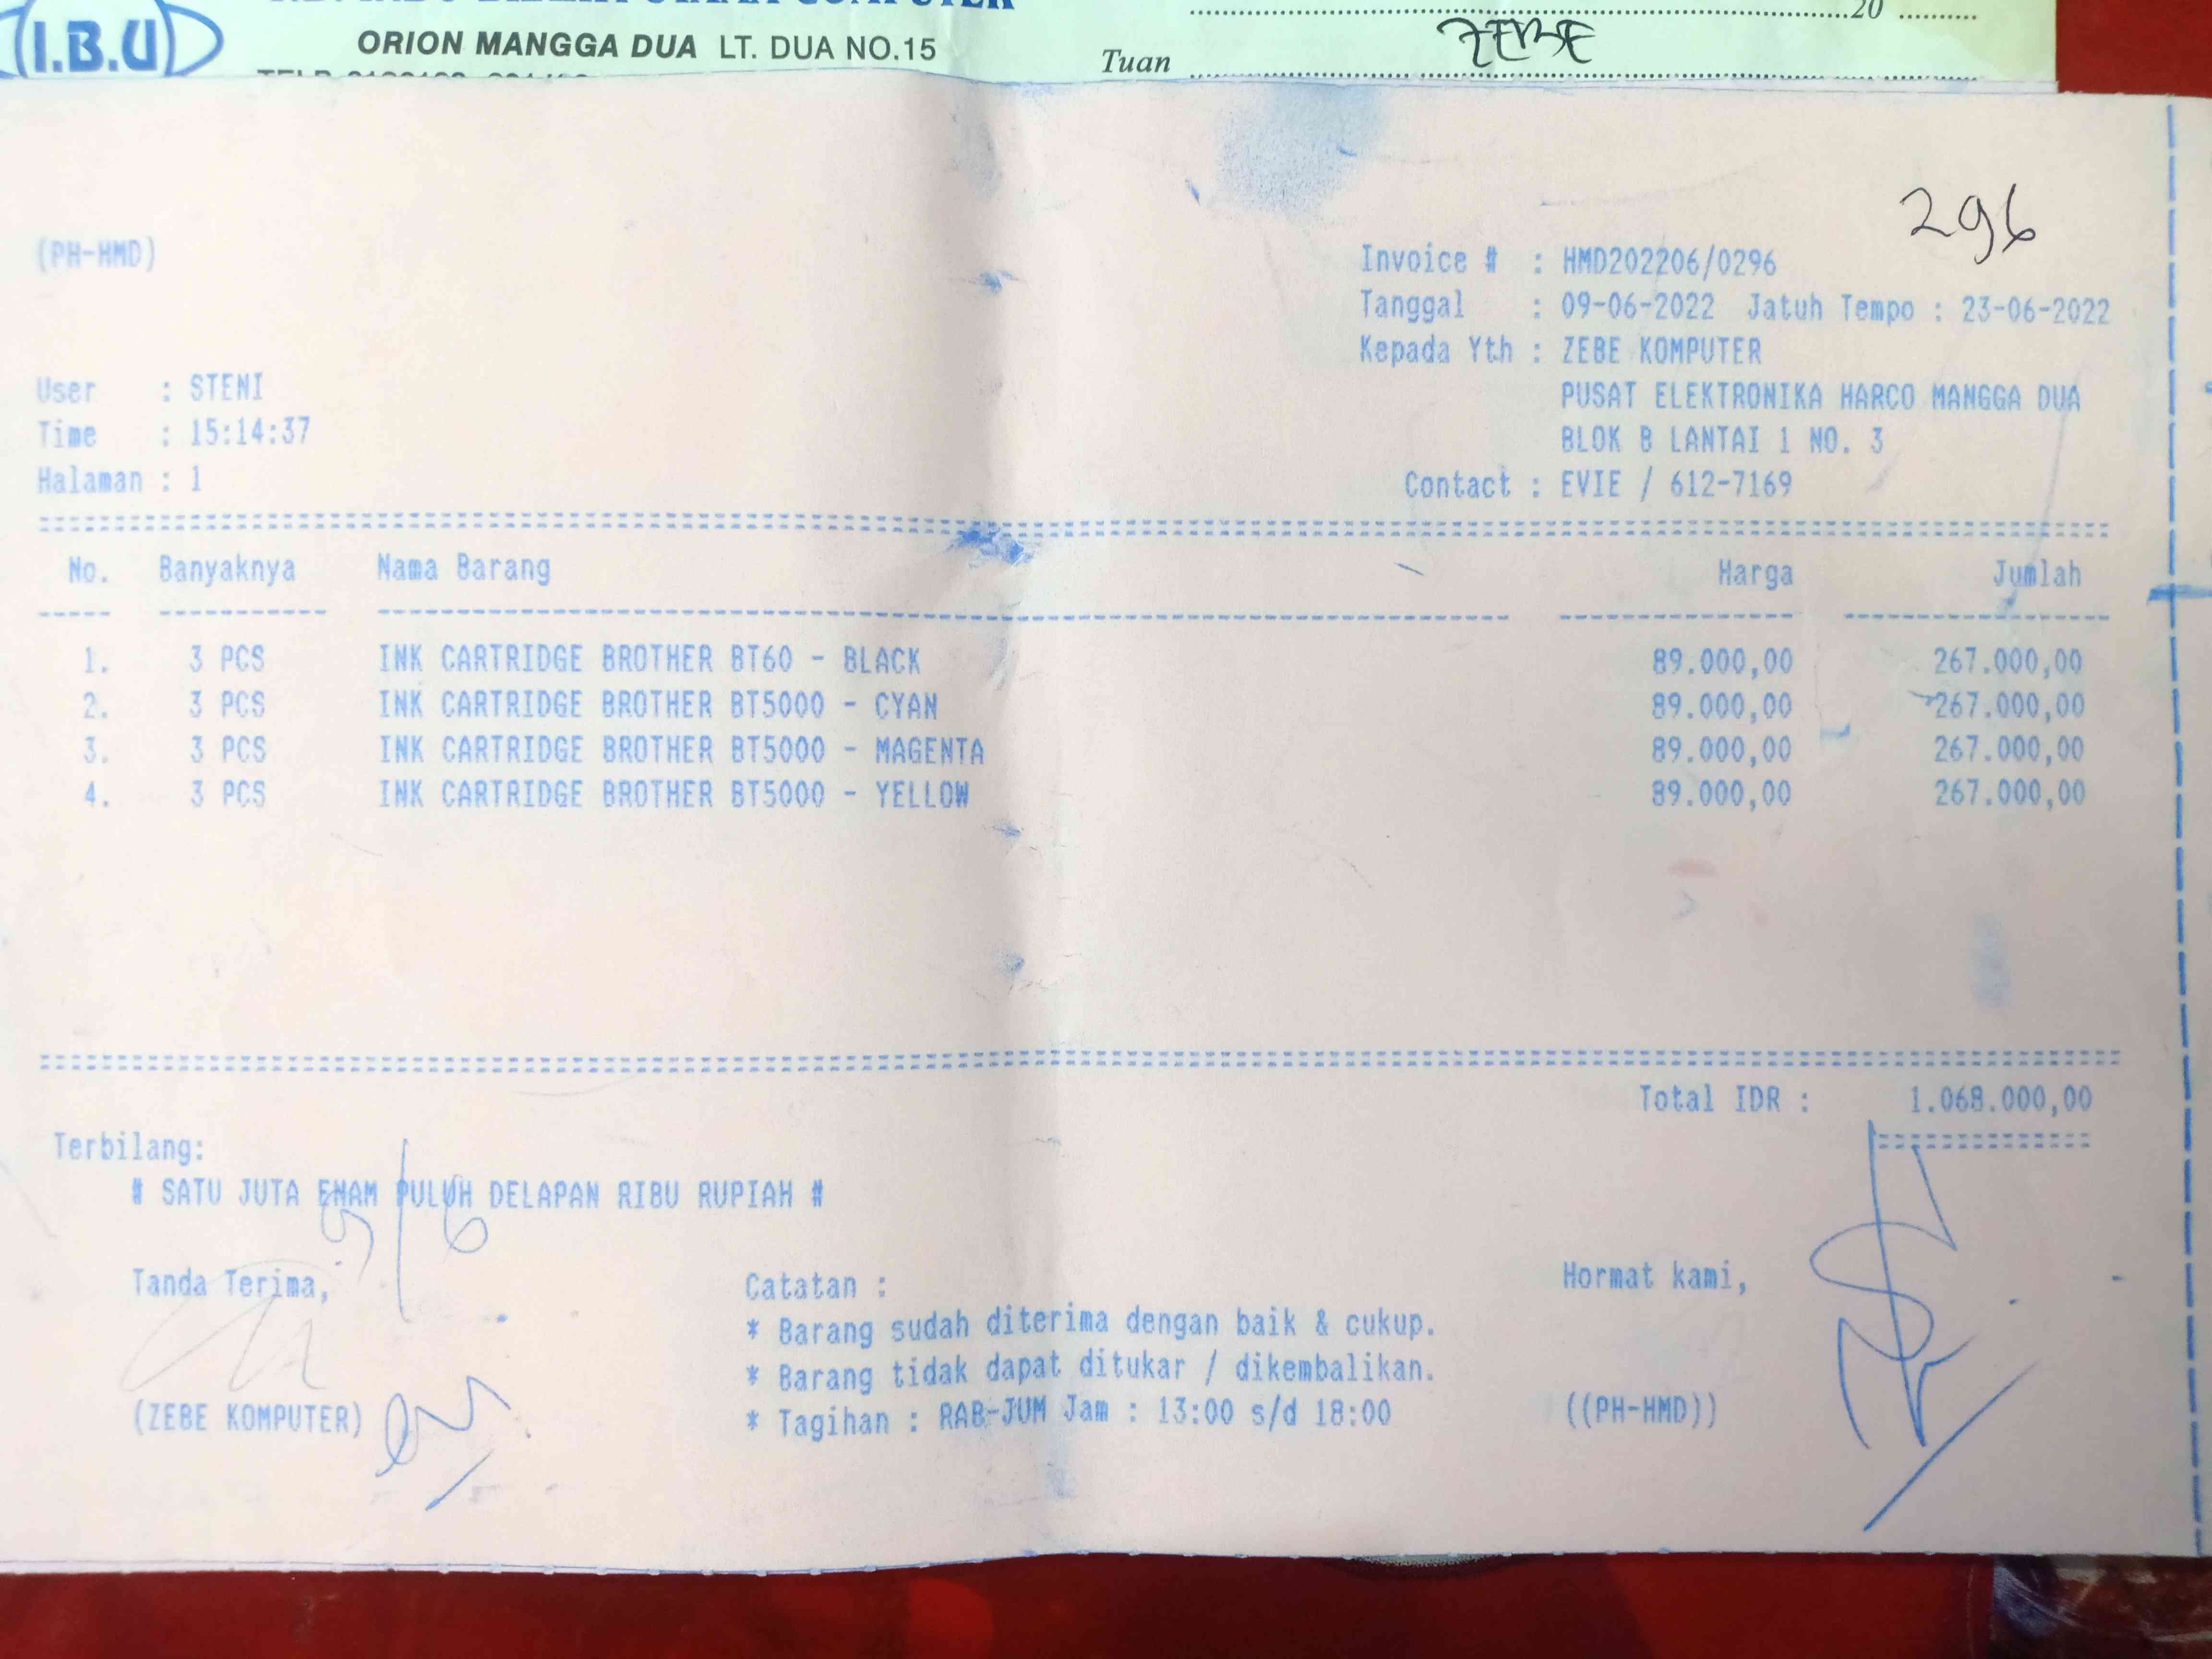 I.B.U
ORION MANGGA DUA LT. DUA NO.15
20
Tuan ZEBE
296
(PH-HMD)
Invoice # : HMD202206/0296
Tanggal : 09-06-2022 Jatuh Tempo : 23-06-2022
Kepada Yth : ZEBE KOMPUTER
PUSAT ELEKTRONIKA HARCO MANGGA DUA
BLOK B LANTAI 1 NO. 3
Contact : EVIE / 612-7169
User : STENI
Time : 15:14:37
Halaman : 1
No. Banyaknya Nama Barang Harga Jumlah
1. 3 PCS INK CARTRIDGE BROTHER BT60 - BLACK 89.000,00 267.000,00
2. 3 PCS INK CARTRIDGE BROTHER BT5000 - CYAN 89.000,00 267.000,00
3. 3 PCS INK CARTRIDGE BROTHER BT5000 - MAGENTA 89.000,00 267.000,00
4. 3 PCS INK CARTRIDGE BROTHER BT5000 - YELLOW 89.000,00 267.000,00
Total IDR : 1.068.000,00
Terbilang:
# SATU JUTA ENAM PULUH DELAPAN RIBU RUPIAH #
9/6
Tanda Terima,
(ZEBE KOMPUTER)
Catatan :
* Barang sudah diterima dengan baik & cukup.
* Barang tidak dapat ditukar / dikembalikan.
* Tagihan : RAB-JUM Jam : 13:00 s/d 18:00
Hormat kami,
((PH-HMD))